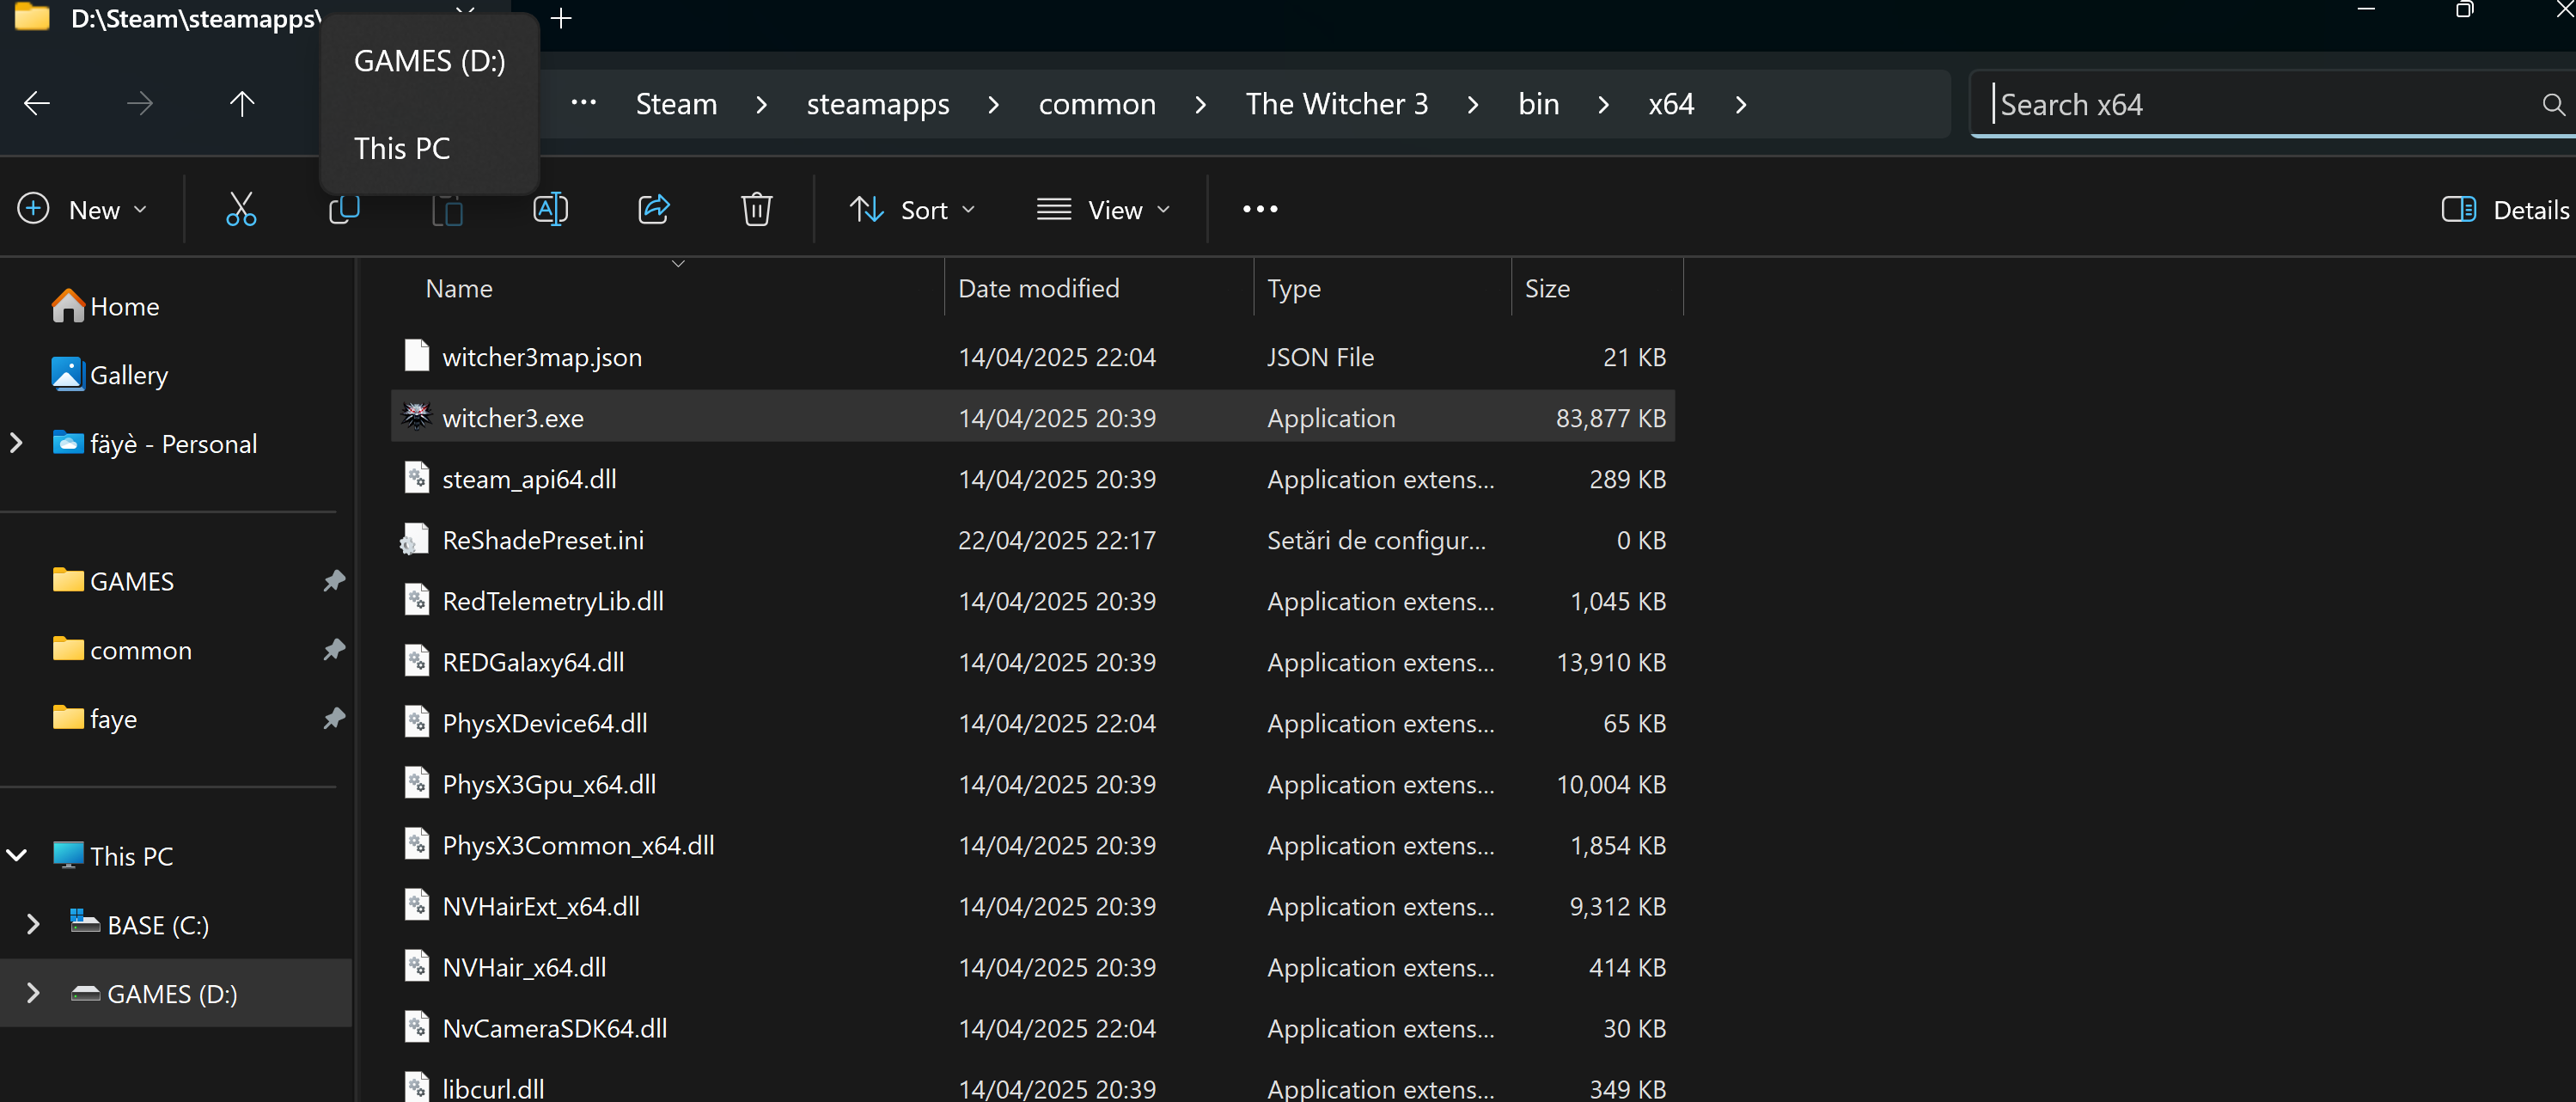 D:\Steam\steamapps\
GAMES (D:)
This PC
Steam > steamapps > common > The Witcher 3 > bin > x64 >
Search x64
New
Sort
View
Details
Name
Date modified
Type
Size
Home
Gallery
fäyè - Personal
GAMES
common
faye
This PC
BASE (C:)
GAMES (D:)
witcher3map.json 14/04/2025 22:04 JSON File 21 KB
witcher3.exe 14/04/2025 20:39 Application 83,877 KB
steam_api64.dll 14/04/2025 20:39 Application extens... 289 KB
ReShadePreset.ini 22/04/2025 22:17 Setări de configur... 0 KB
RedTelemetryLib.dll 14/04/2025 20:39 Application extens... 1,045 KB
REDGalaxy64.dll 14/04/2025 20:39 Application extens... 13,910 KB
PhysXDevice64.dll 14/04/2025 22:04 Application extens... 65 KB
PhysX3Gpu_x64.dll 14/04/2025 20:39 Application extens... 10,004 KB
PhysX3Common_x64.dll 14/04/2025 20:39 Application extens... 1,854 KB
NVHairExt_x64.dll 14/04/2025 20:39 Application extens... 9,312 KB
NVHair_x64.dll 14/04/2025 20:39 Application extens... 414 KB
NvCameraSDK64.dll 14/04/2025 22:04 Application extens... 30 KB
libcurl.dll 14/04/2025 20:39 Application extens... 349 KB